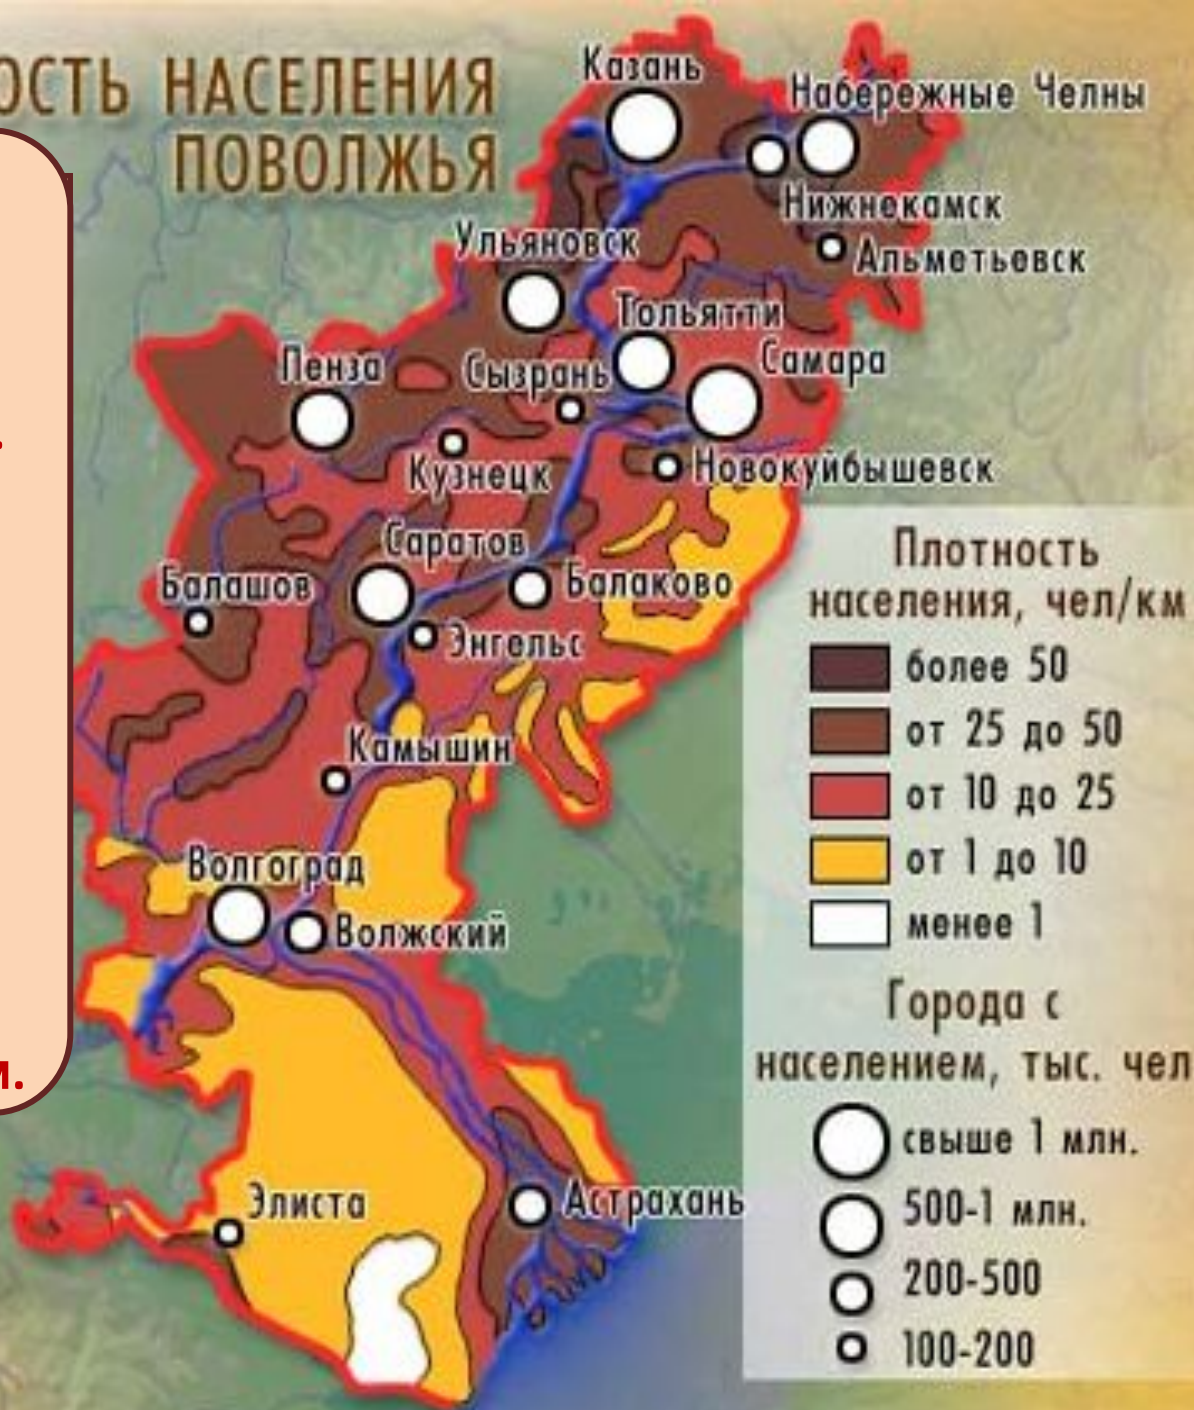 ОСТЬ НАСЕЛЕНИЯ
ПОВОЛЖЬЯ
Казань
Набережные Челны
Нижнекамск
Альметьевск
Ульяновск
Тольятти
Самара
Сызрань
Пенза
Кузнецк
Новокуйбышевск
Саратов
Балаково
Балашов
Энгельс
Камышин
Волгоград
Волжский
Элиста
Астрахань
Плотность
населения, чел/км
более 50
от 25 до 50
от 10 до 25
от 1 до 10
менее 1
Города с
населением, тыс. чел
свыше 1 млн.
500-1 млн.
200-500
100-200